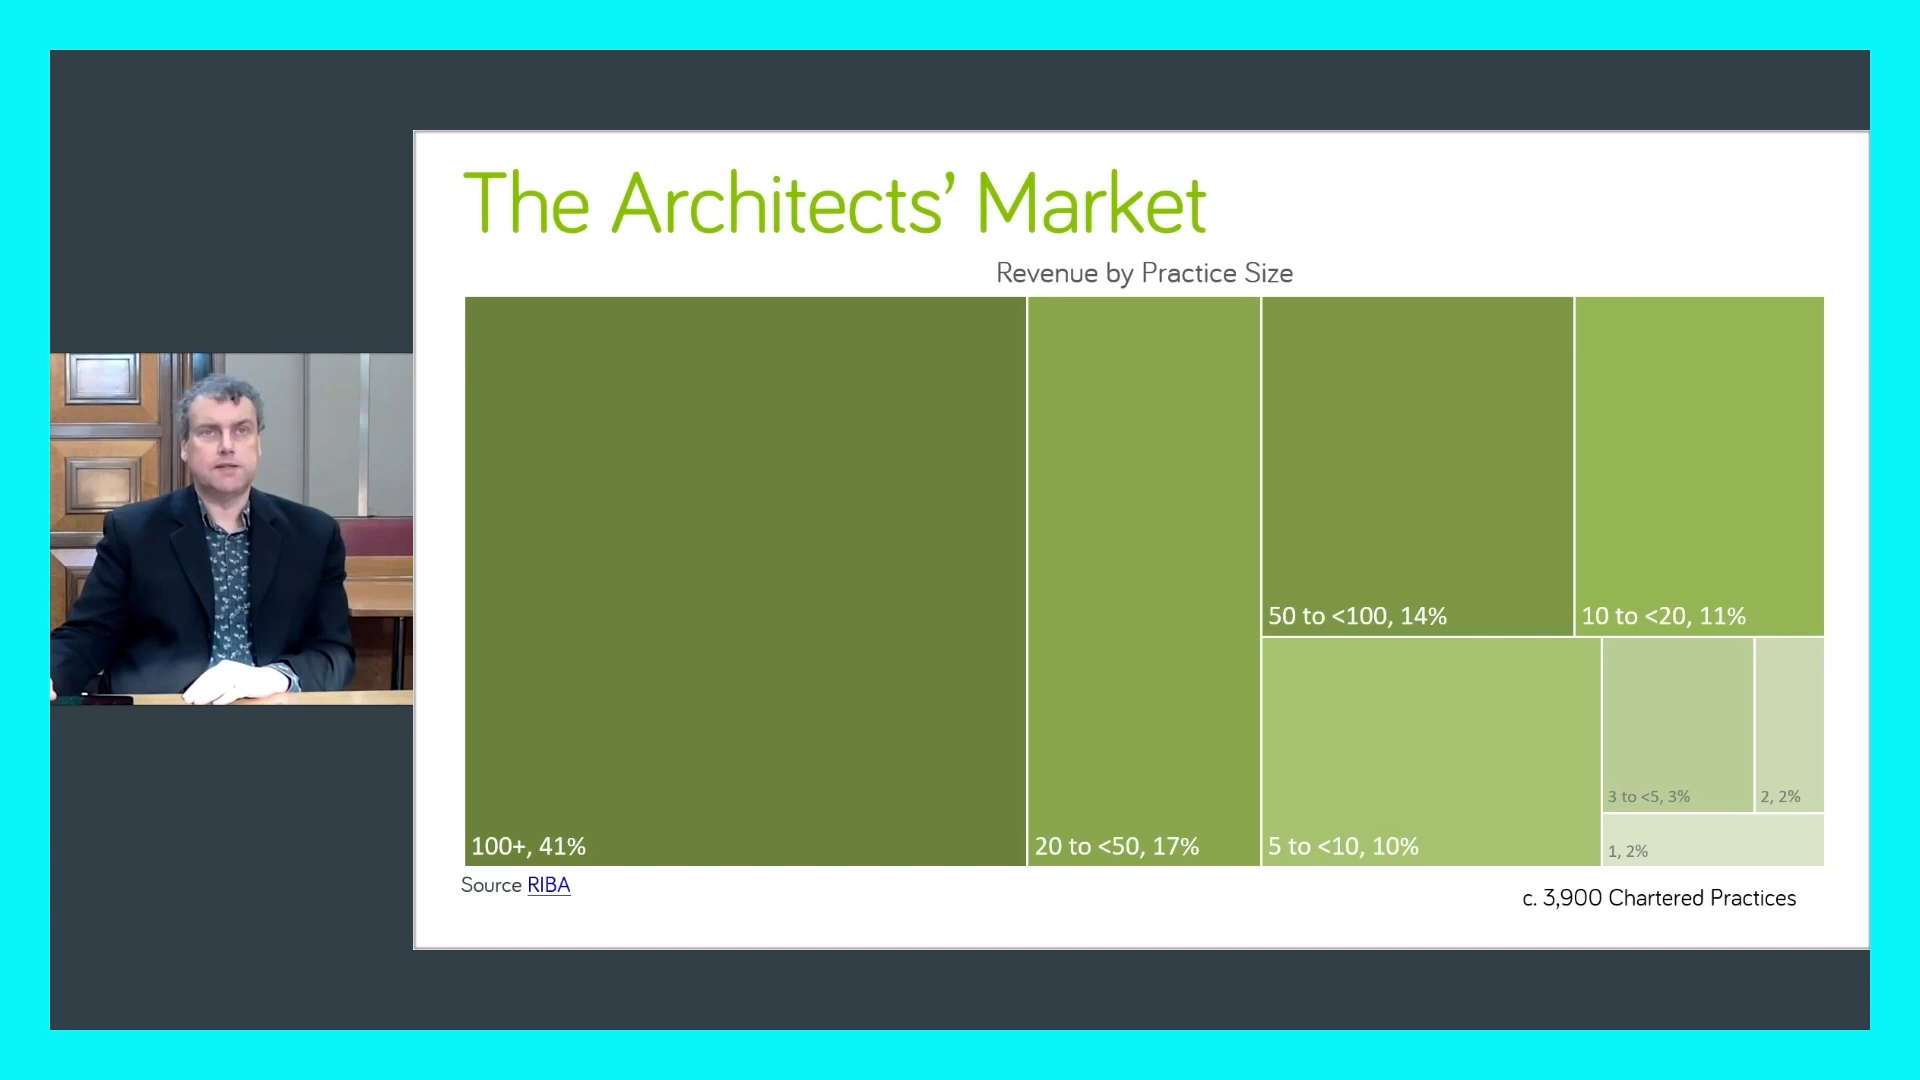 The Architects’ Market
Revenue by Practice Size
50 to <100, 14%
10 to <20, 11%
3 to <5, 3%
2, 2%
100+, 41%
20 to <50, 17%
5 to <10, 10%
1, 2%
Source RIBA
c. 3,900 Chartered Practices